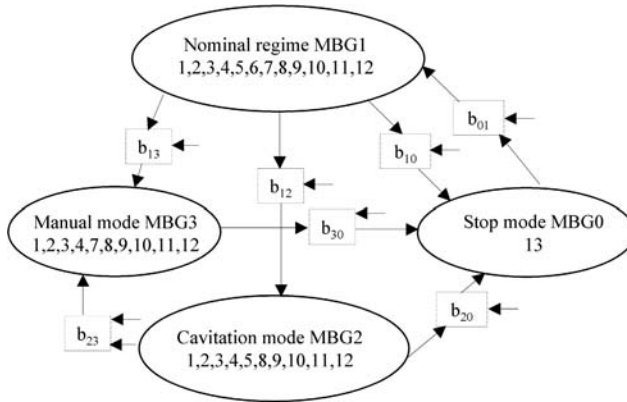 Nominal regime MBG1
1,2,3,4,5,6,7,8,9,10,11,12
b01
b13
b10
b12
Manual mode MBG3
1,2,3,4,7,8,9,10,11,12
b30
Stop mode MBG0
13
b20
b23
Cavitation mode MBG2
1,2,3,4,5,8,9,10,11,12